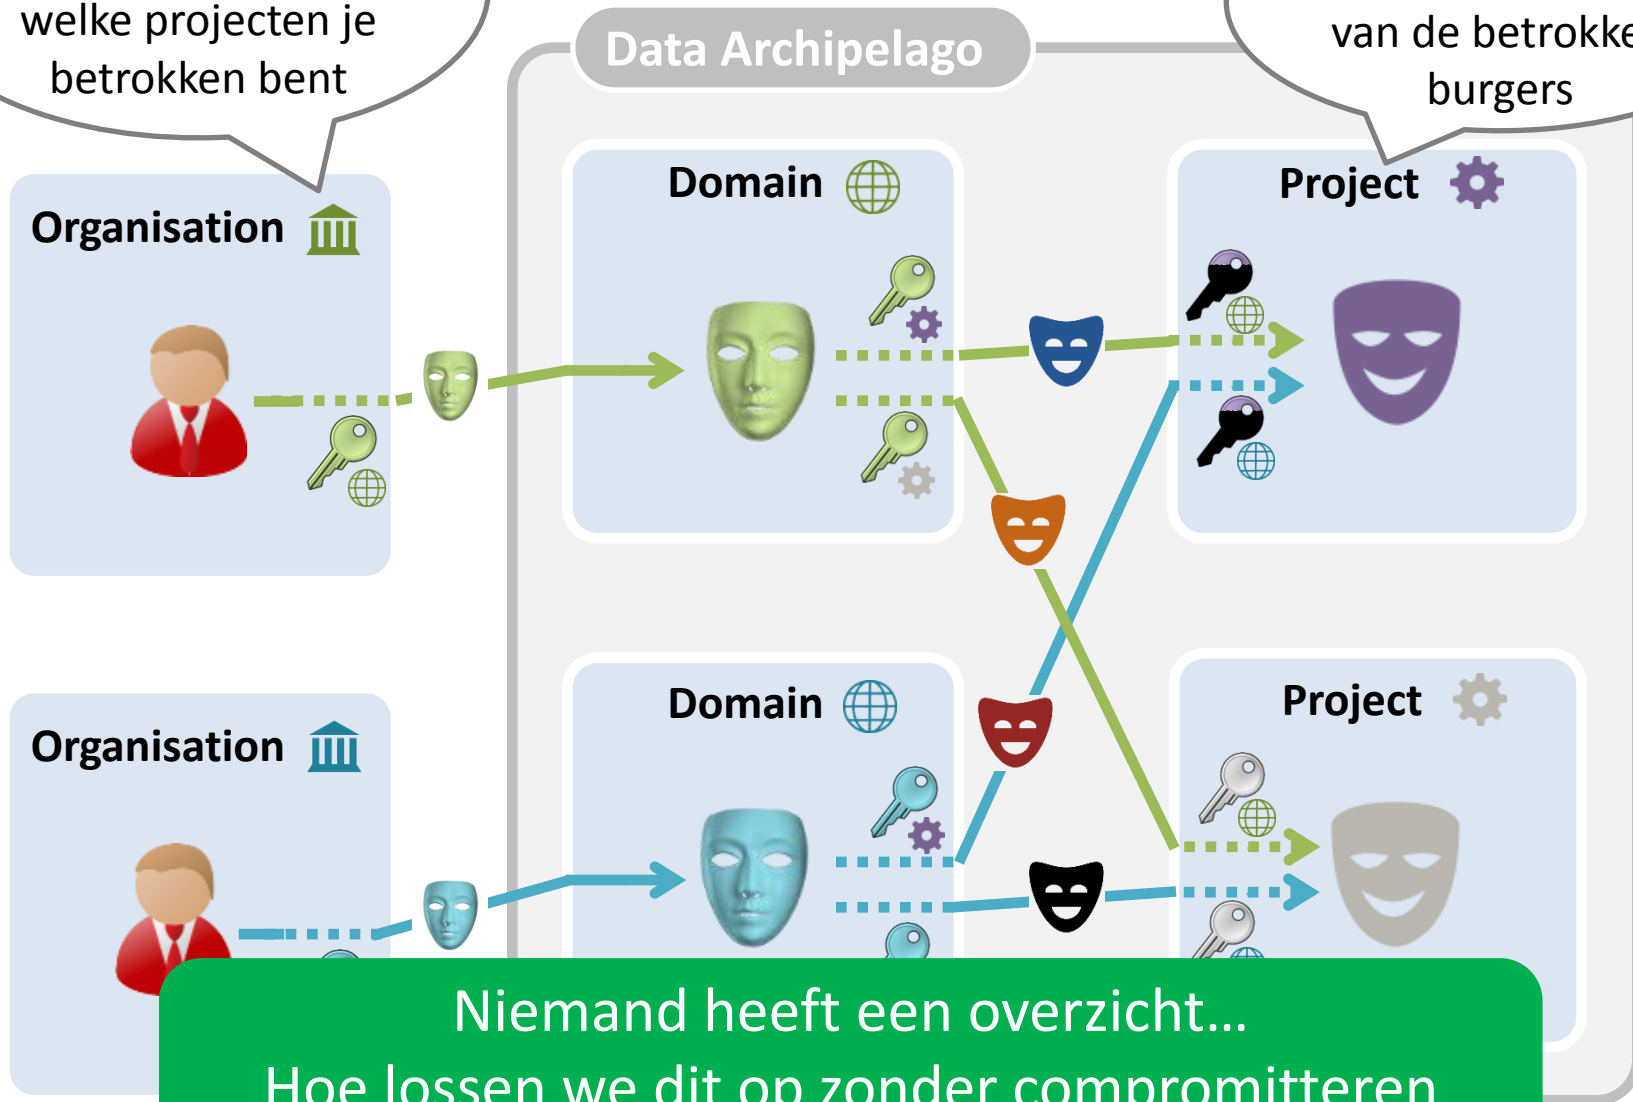 welke projecten je
betrokken bent
Data Archipelago
van de
burgers
Organisation
Domain
Project
Organisation
Domain
Project
Niemand heeft een overzicht...
Hoe lossen we dit op zonder compromitteren